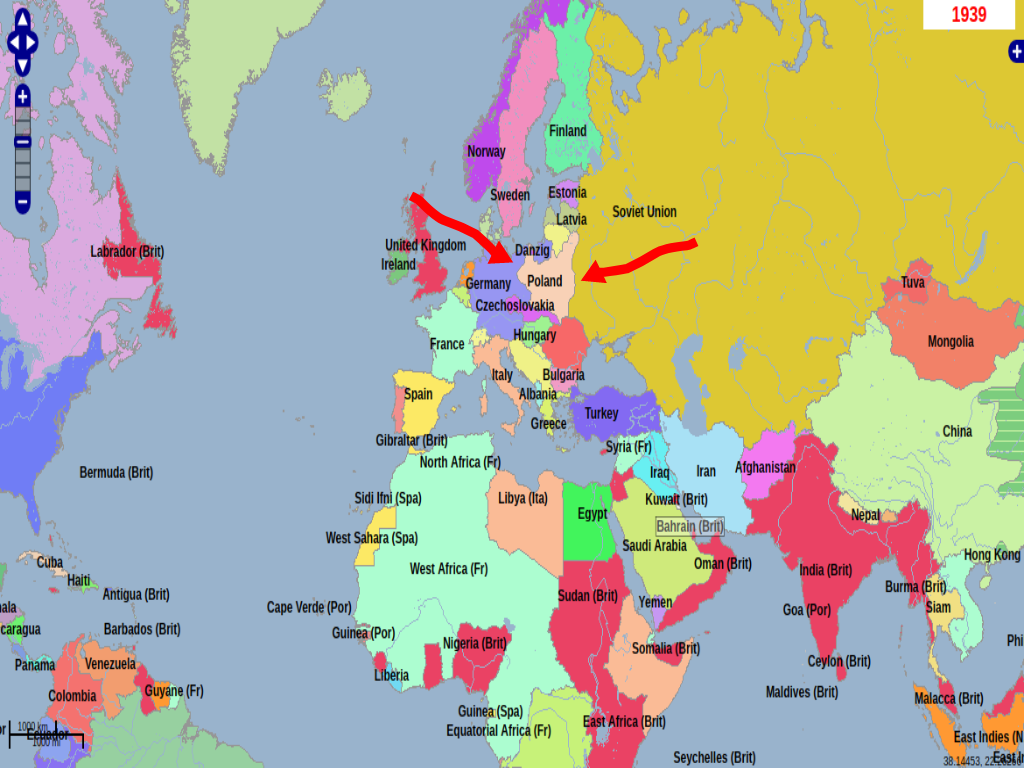 1939
Finland
Norway
Sweden
Estonia
Latvia
Soviet Union
Labrador (Brit)
United Kingdom
Ireland
Danzig
Germany
Poland
Czechoslovakia
Tuva
Mongolia
Hungary
France
Italy
Bulgaria
Spain
Albania
Turkey
Greece
China
Gibraltar (Brit)
Syria (Fr)
North Africa (Fr)
Iraq
Iran
Afghanistan
Bermuda (Brit)
Sidi Ifni (Spa)
Libya (Ita)
Kuwait (Brit)
Egypt
Nepal
Bahrain (Brit)
West Sahara (Spa)
Saudi Arabia
Hong Kong
Cuba
West Africa (Fr)
Oman (Brit)
India (Brit)
Haiti
Burma (Brit)
Antigua (Brit)
Sudan (Brit)
Yemen
Siam
Cape Verde (Por)
Goa (Por)
ala
caragua
Barbados (Brit)
Guinea (Por)
Nigeria (Brit)
Somalia (Brit)
Phi
Panama
Venezuela
Liberia
Ceylon (Brit)
Colombia
Guyane (Fr)
Maldives (Brit)
Malacca (Brit)
Guinea (Spa)
East Africa (Brit)
1000 km
or
Ecuador
1000 mi
Equatorial Africa (Fr)
East Indies (N
Seychelles (Brit)
East I